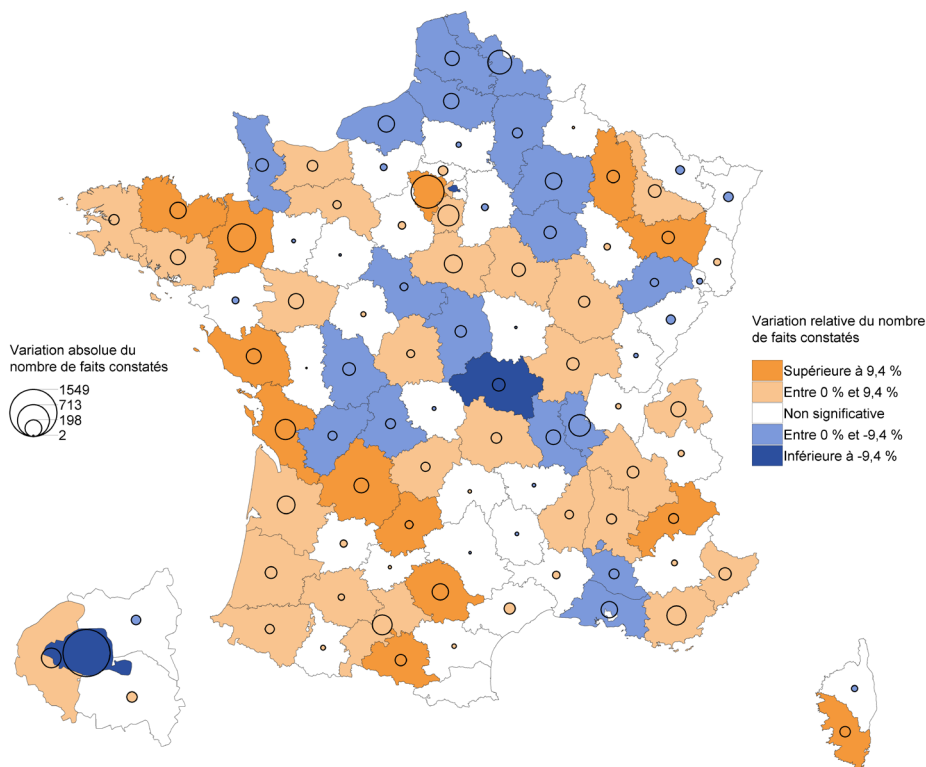 Variation absolue du
nombre de faits constatés
1549
713
198
2
Variation relative du nombre
de faits constatés
Supérieure à 9,4 %
Entre 0 % et 9,4 %
Non significative
Entre 0 % et -9,4 %
Inférieure à -9,4 %